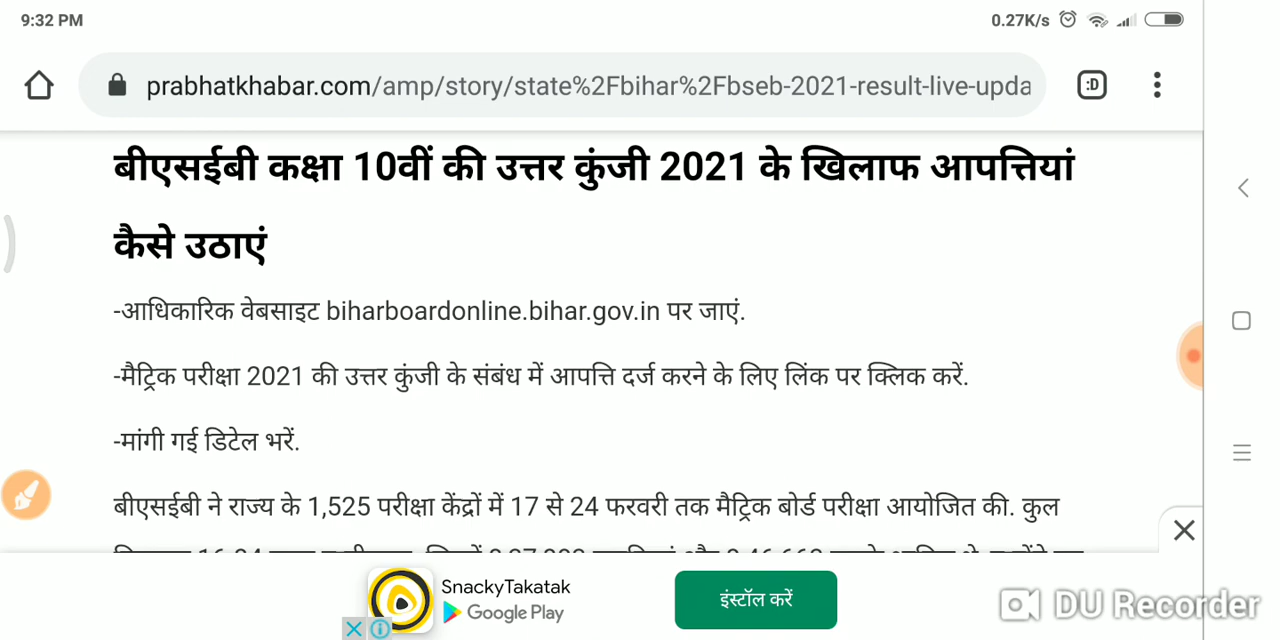 9:32 PM 0.27K/s
prabhatkhabar.com/amp/story/state%2Fbihar%2Fbseb-2021-result-live-upda :D
बीएसईबी कक्षा 10वीं की उत्तर कुंजी 2021 के खिलाफ आपत्तियां
कैसे उठाएं
-आधिकारिक वेबसाइट biharboardonline.bihar.gov.in पर जाएं.
-मैट्रिक परीक्षा 2021 की उत्तर कुंजी के संबंध में आपत्ति दर्ज करने के लिए लिंक पर क्लिक करें.
-मांगी गई डिटेल भरें.
बीएसईबी ने राज्य के 1,525 परीक्षा केंद्रों में 17 से 24 फरवरी तक मैट्रिक बोर्ड परीक्षा आयोजित की. कुल
SnackyTakatak
Google Play
इंस्टॉल करें
DU Recorder